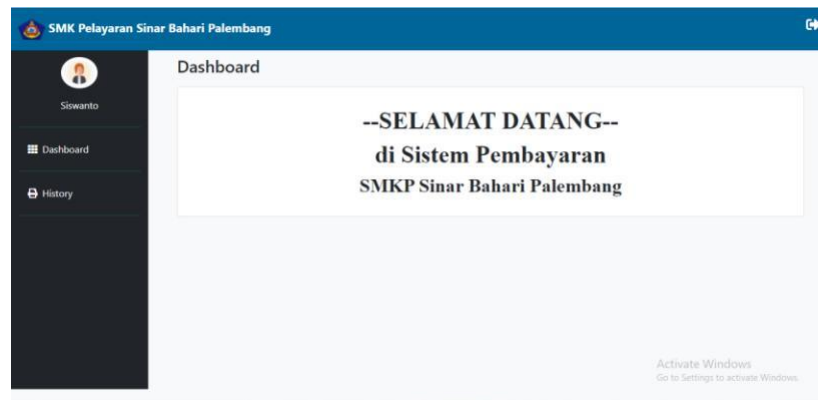 SMK Pelayaran Sinar Bahari Palembang
Siswanto
Dashboard
History
Dashboard
--SELAMAT DATANG--
di Sistem Pembayaran
SMKP Sinar Bahari Palembang
Activate Windows
Go to Settings to activate Windows.